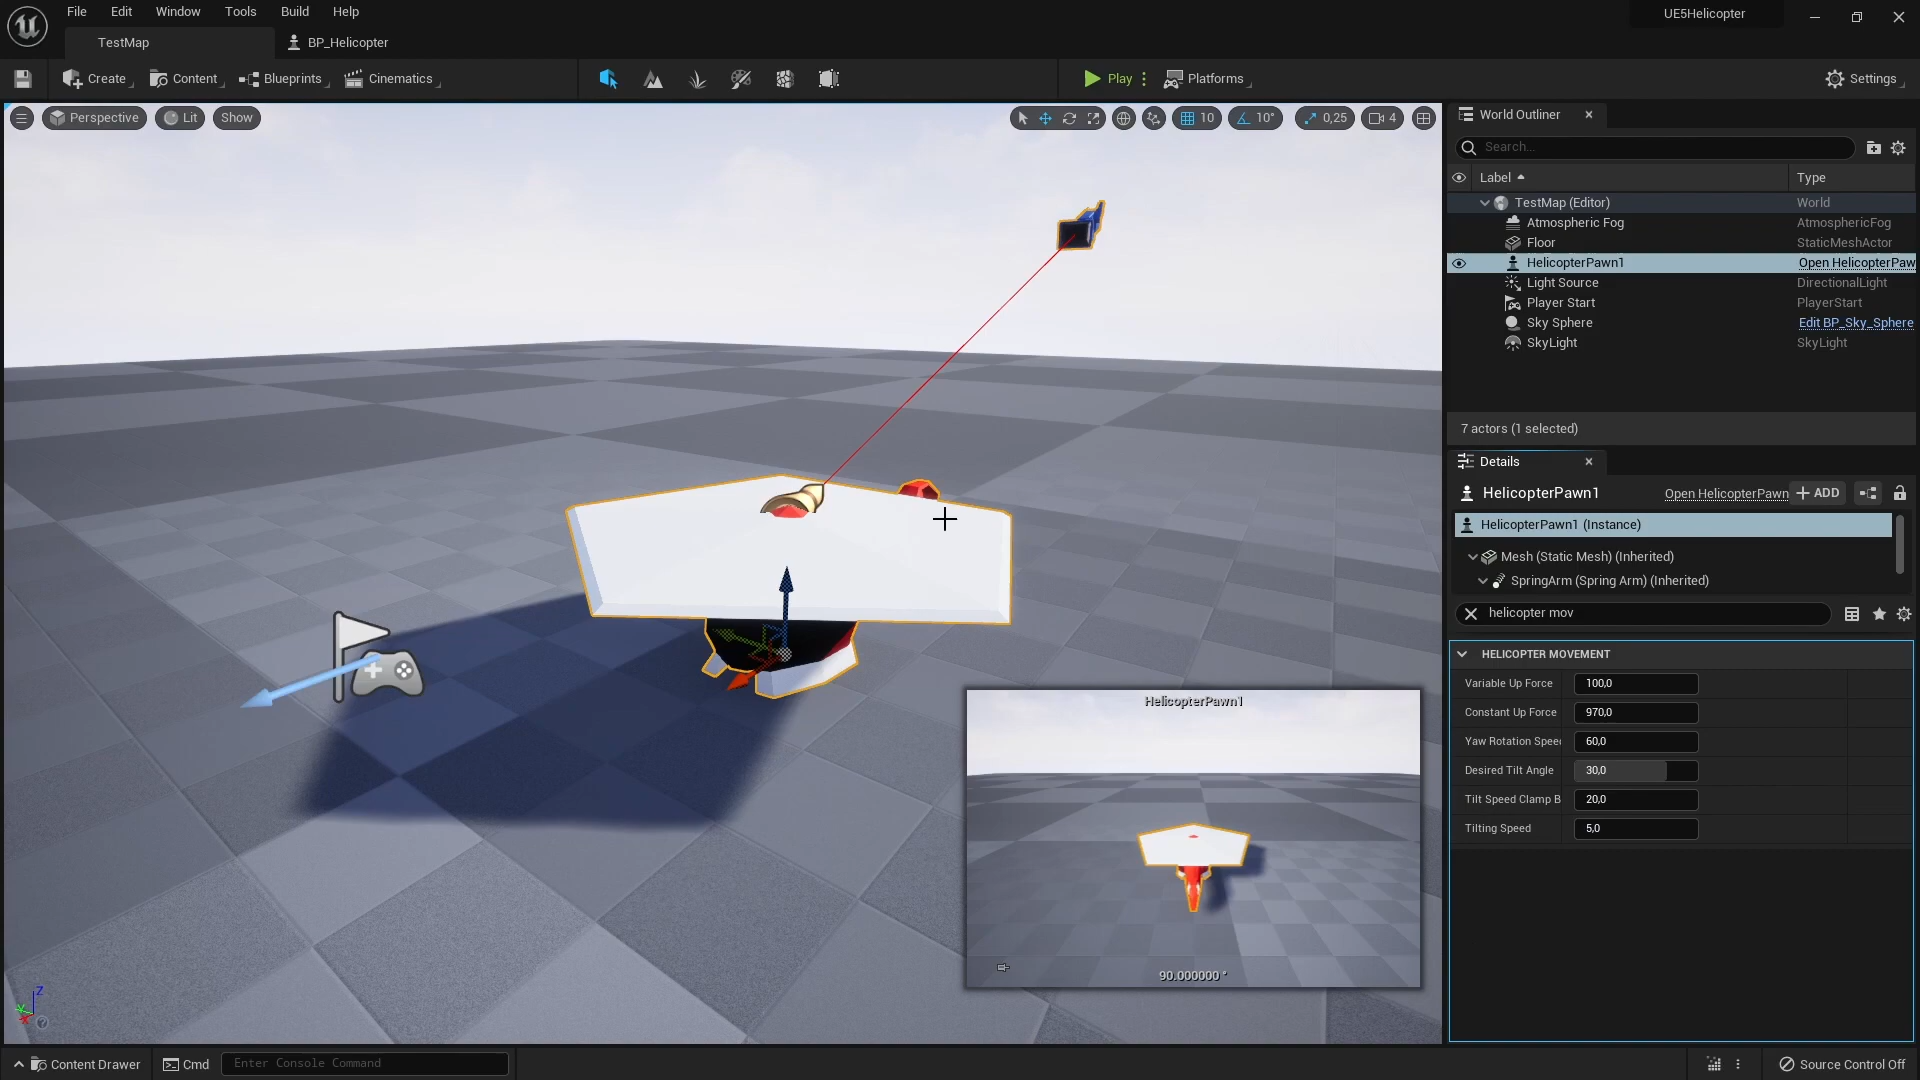 File Edit Window Tools Build Help
UE5Helicopter
TestMap
BP_Helicopter
Create Content Blueprints Cinematics
Play Platforms
Settings
Perspective Lit Show
10 10° 0,25 4
World Outliner
Search...
Label Type
TestMap (Editor) World
Atmospheric Fog AtmosphericFog
Floor StaticMeshActor
HelicopterPawn1 Open HelicopterPaw
Light Source DirectionalLight
Player Start PlayerStart
Sky Sphere Edit BP_Sky_Sphere
SkyLight SkyLight
7 actors (1 selected)
Details
HelicopterPawn1 Open HelicopterPawn + ADD
HelicopterPawn1 (Instance)
Mesh (Static Mesh) (Inherited)
SpringArm (Spring Arm) (Inherited)
helicopter mov
HELICOPTER MOVEMENT
Variable Up Force 100,0
Constant Up Force 970,0
Yaw Rotation Speed 60,0
Desired Tilt Angle 30,0
Tilt Speed Clamp B 20,0
Tilting Speed 5,0
HelicopterPawn1
90.000000 °
Z
Y
X
?
Content Drawer Cmd Enter Console Command
Source Control Off